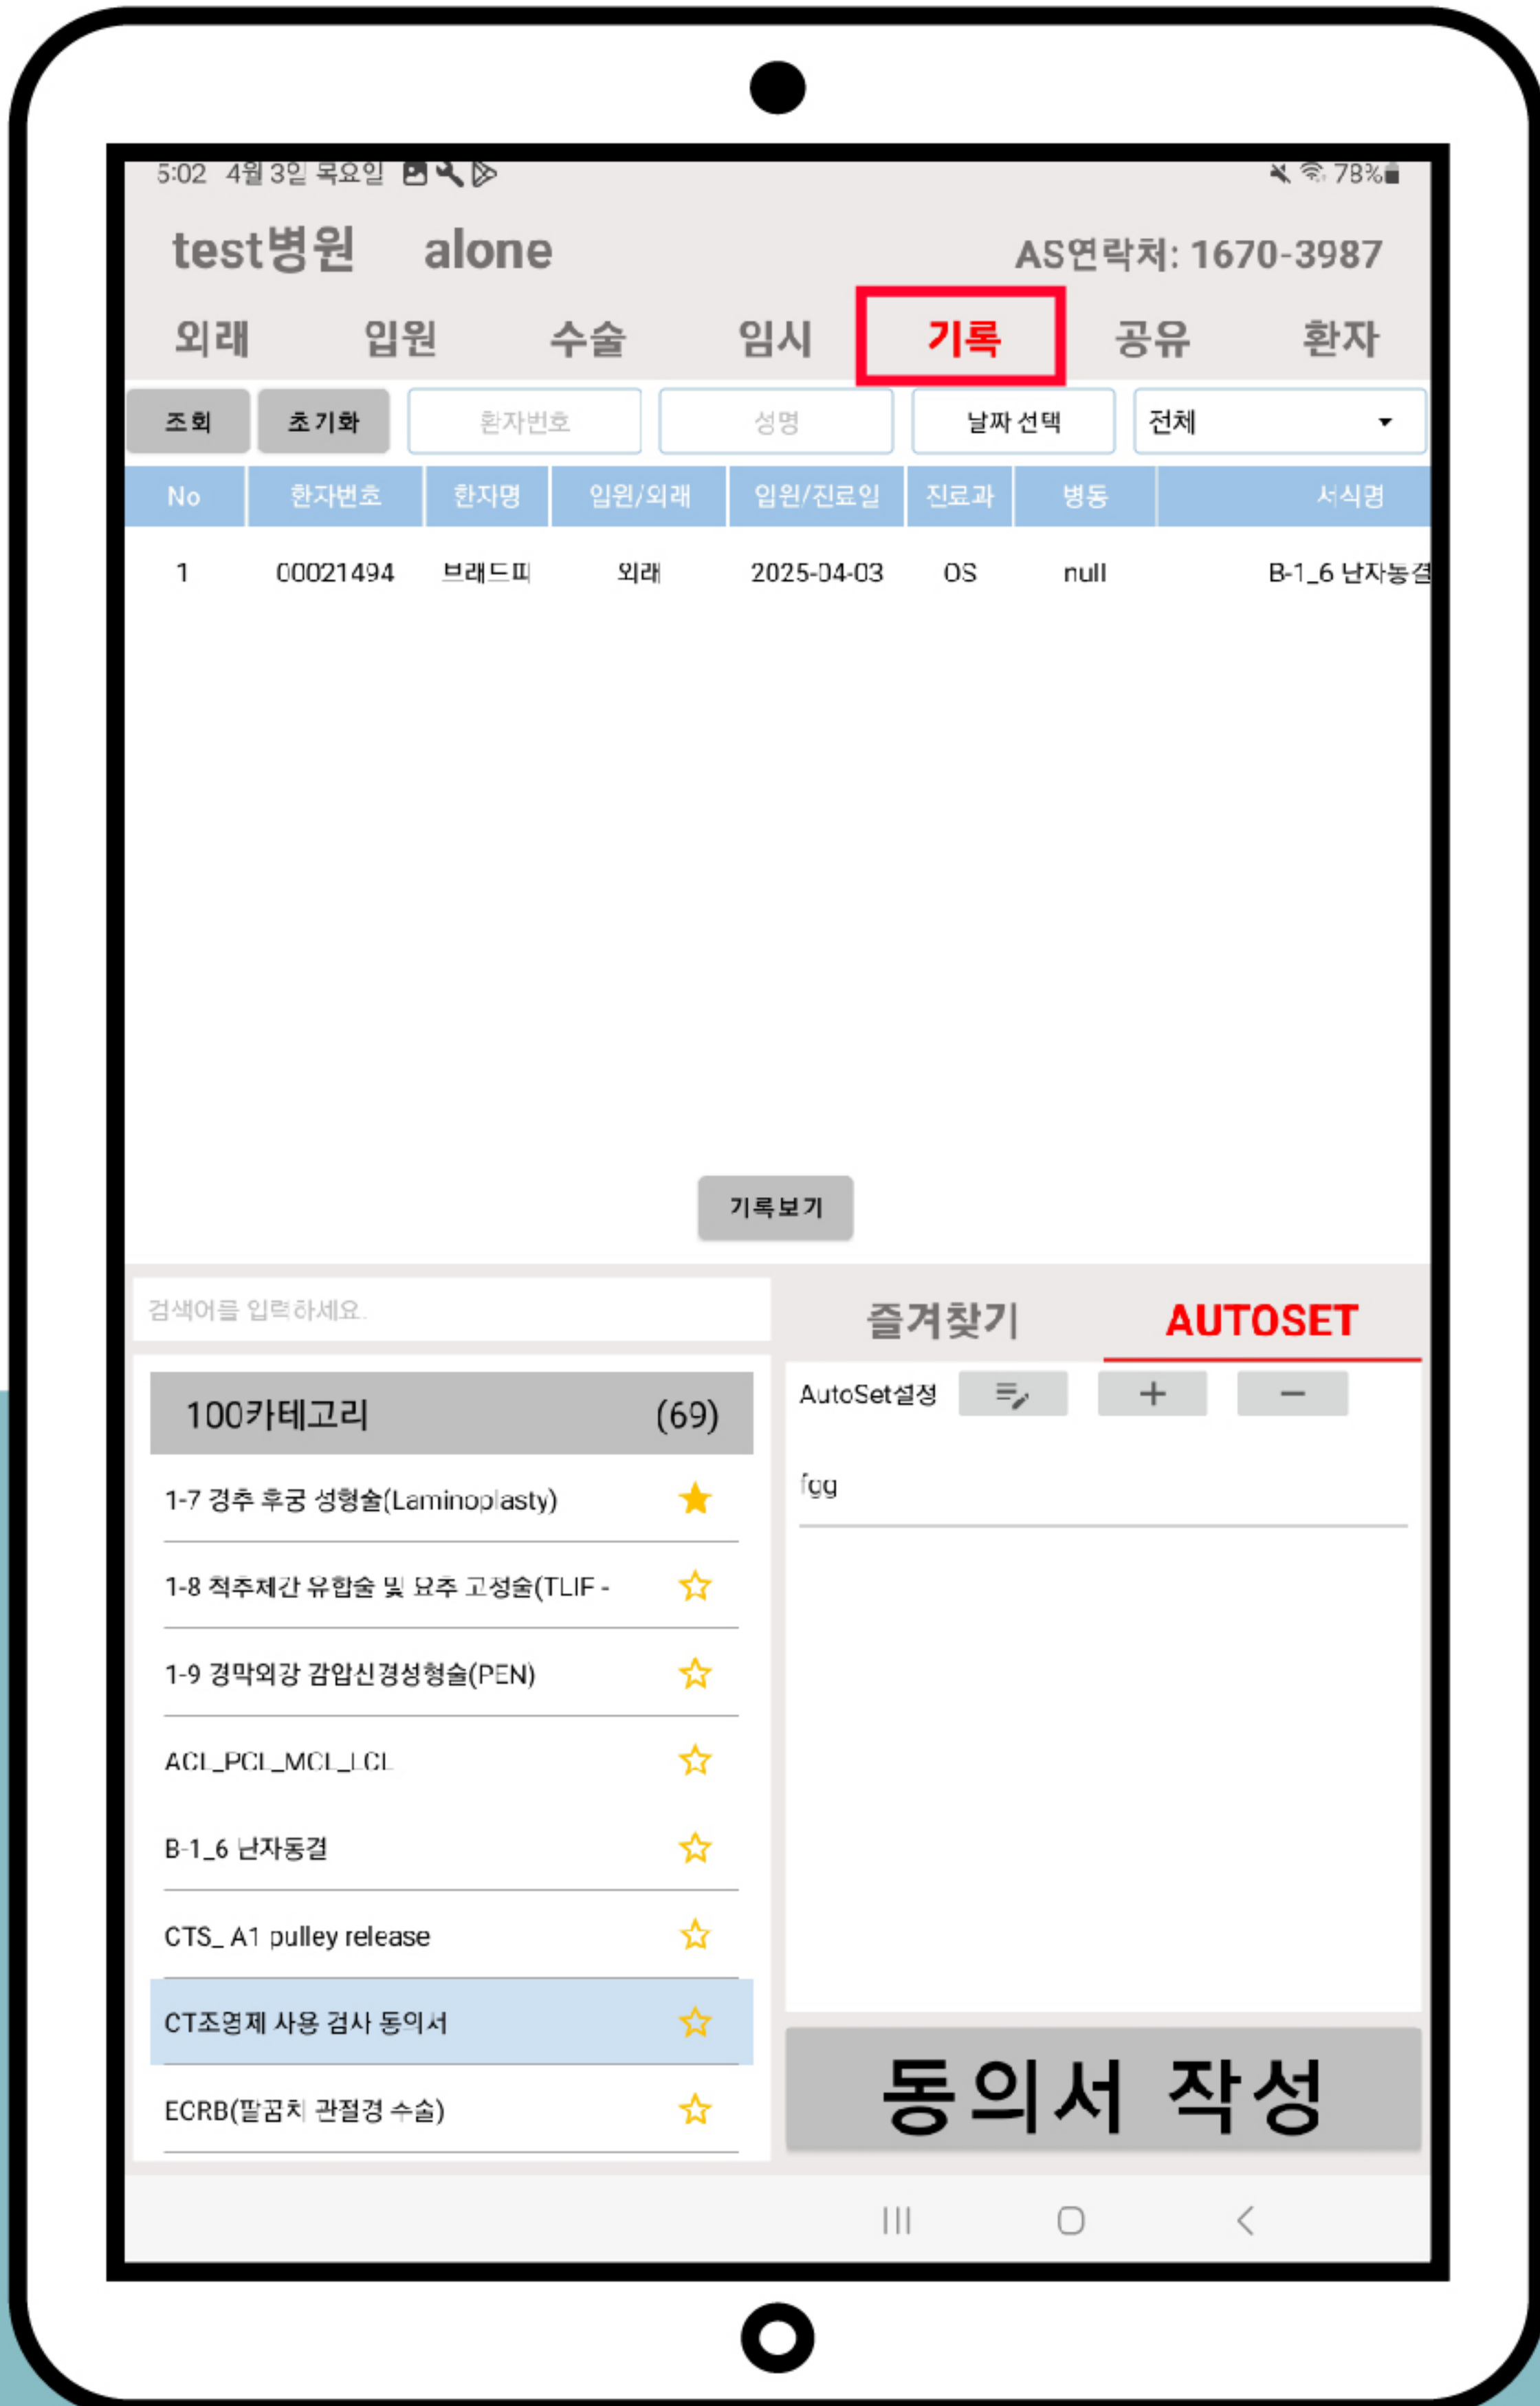 5:02 4월 3일 목요일 78%
test병원 alone AS연락처: 1670-3987
외래 입원 수술 임시 기록 공유 환자
조회 초기화 환자번호 성명 날짜 선택 전체
No 환자번호 환자명 입원/외래 입원/진료일 진료과 병동 서식명
1 00021494 브래드피 외래 2025-04-03 OS null B-1_6 난자동결
기록보기
검색어를 입력하세요.
즐겨찾기 AUTOSET
100카테고리 (69)
AutoSet설정 + −
1-7 경추 후궁 성형술(Laminoplasty)
fgg
1-8 척추체간 유합술 및 요추 고정술(TLIF -
1-9 경막외강 감압신경성형술(PEN)
ACL_PCL_MCL_LCL
B-1_6 난자동결
CTS_ A1 pulley release
CT조영제 사용 검사 동의서
ECRB(팔꿈치 관절경 수술)
동의서 작성